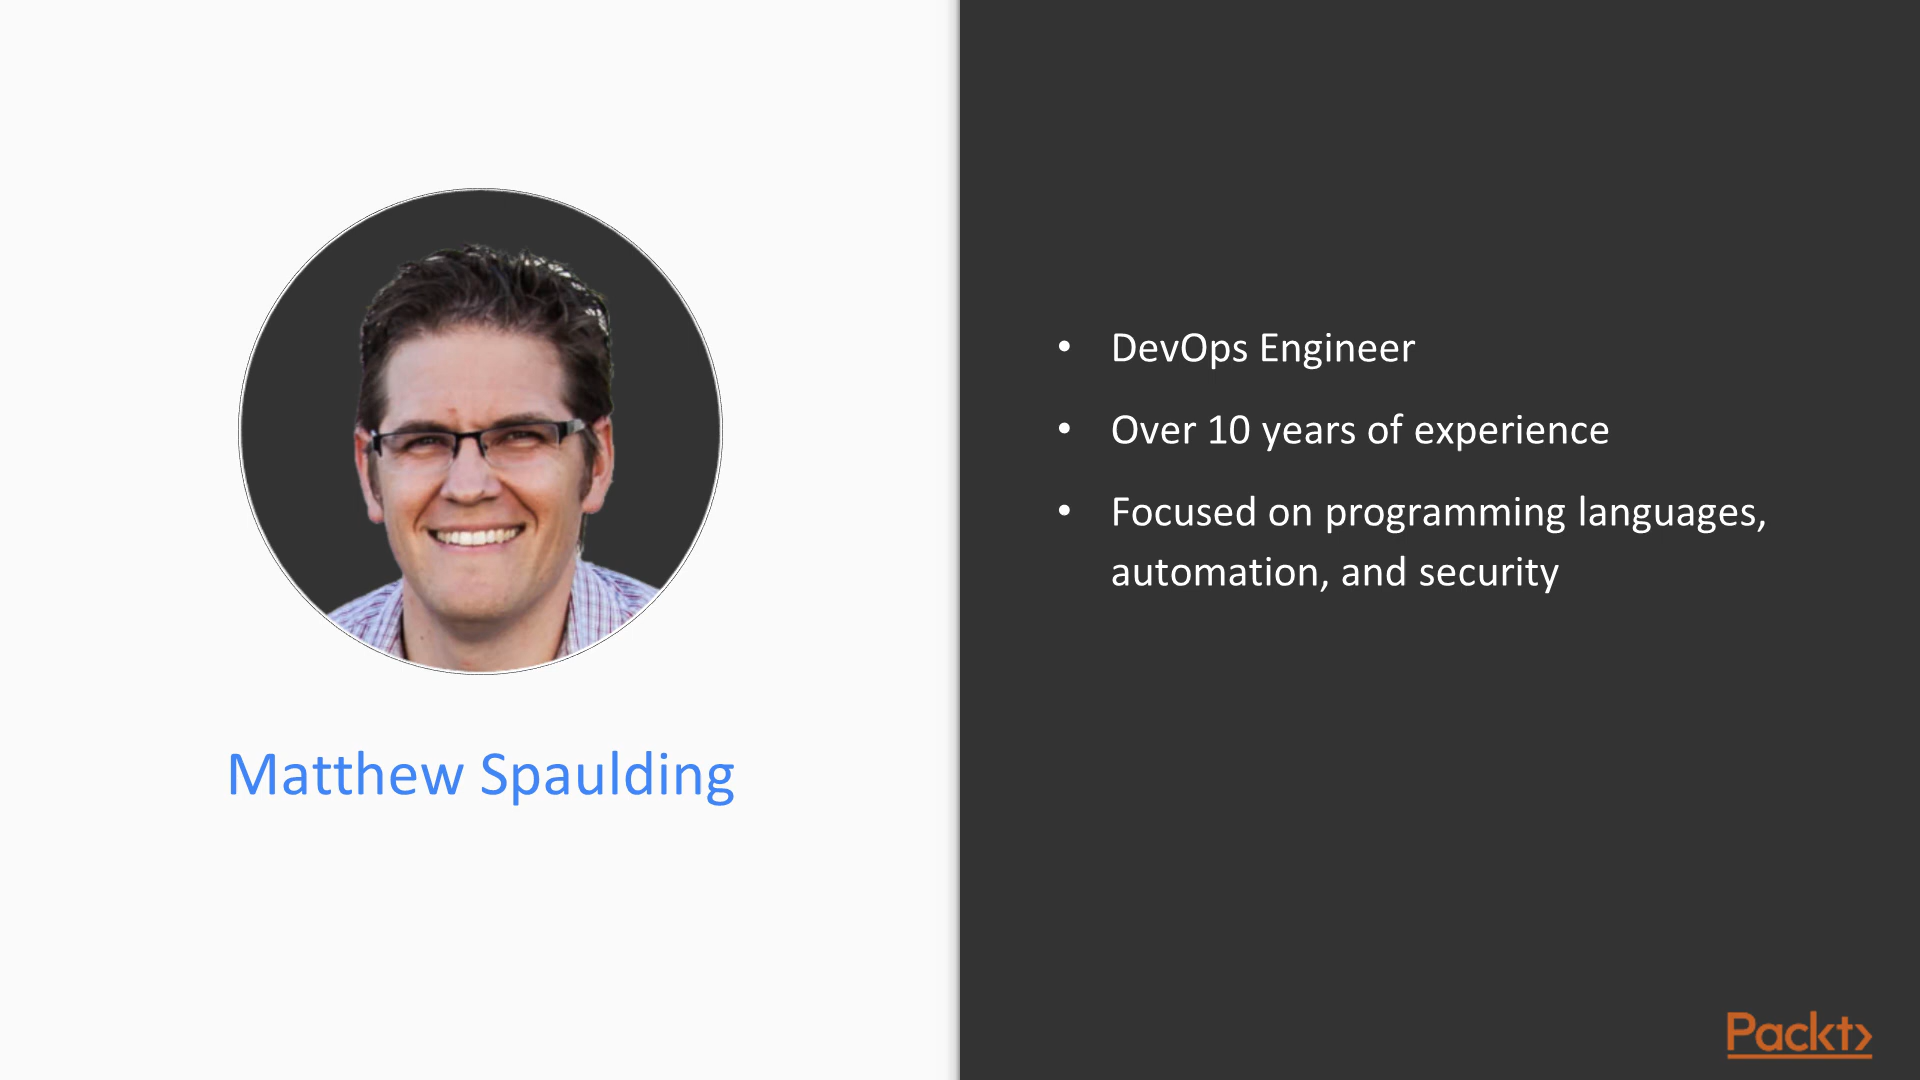 Matthew Spaulding
• DevOps Engineer
• Over 10 years of experience
• Focused on programming languages,
automation, and security
Packt>